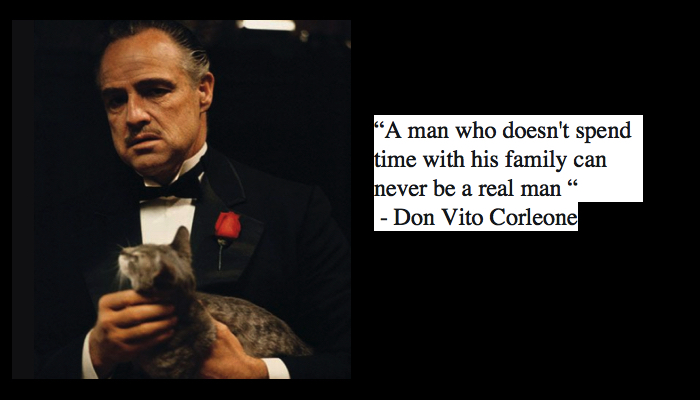 “A man who doesn't spend
time with his family can
never be a real man “
- Don Vito Corleone